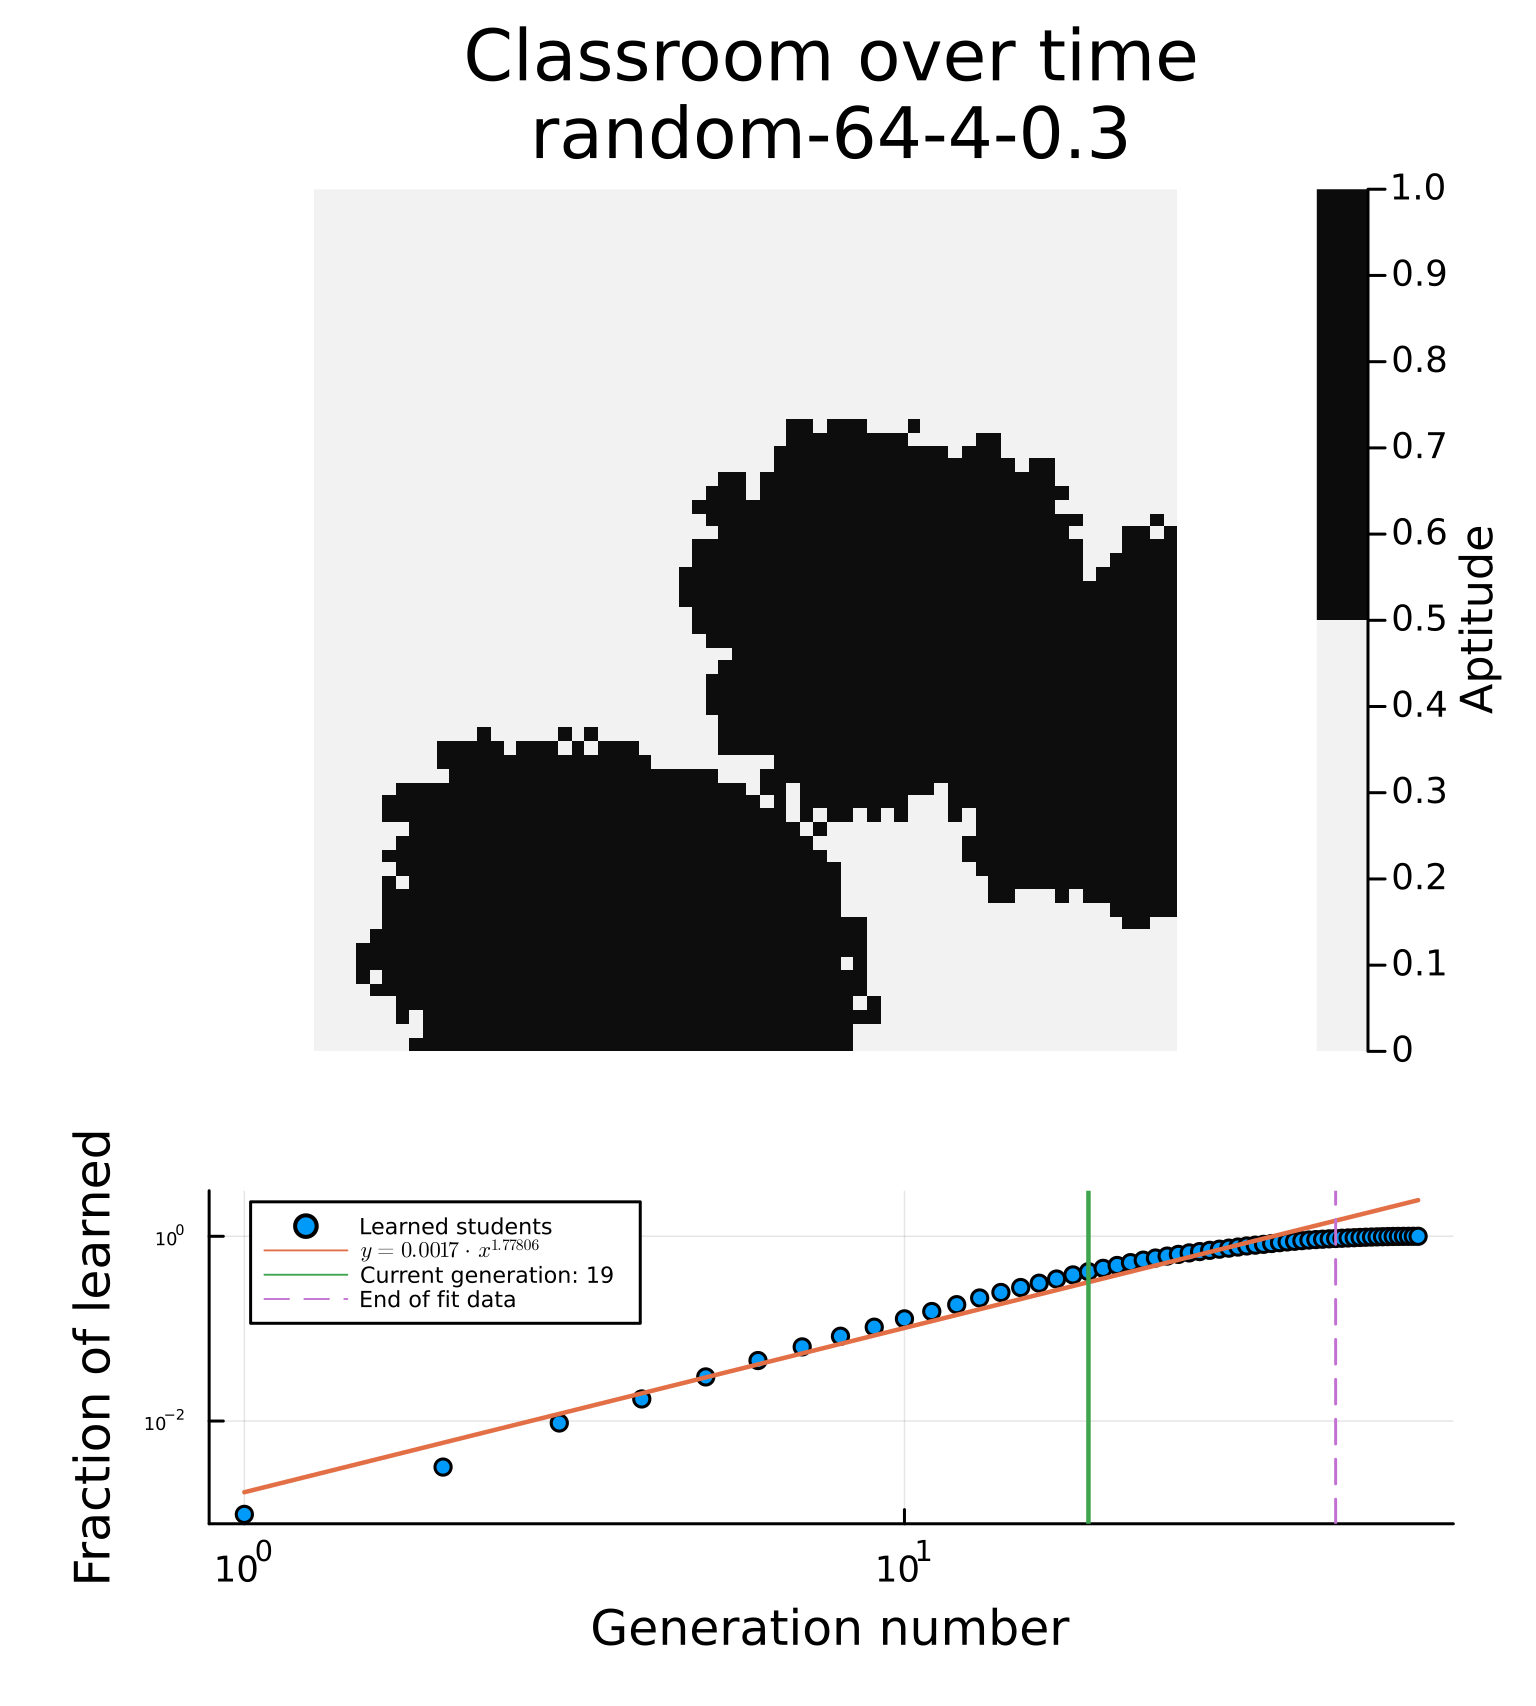 Classroom over time
random-64-4-0.3
1.0
0.9
0.8
0.7
0.6
0.5
0.4
0.3
0.2
0.1
0
Aptitude
Fraction of learned
10⁰
10⁻²
Learned students
y = 0.0017 · x^1.77806
Current generation: 19
End of fit data
10⁰
10¹
Generation number